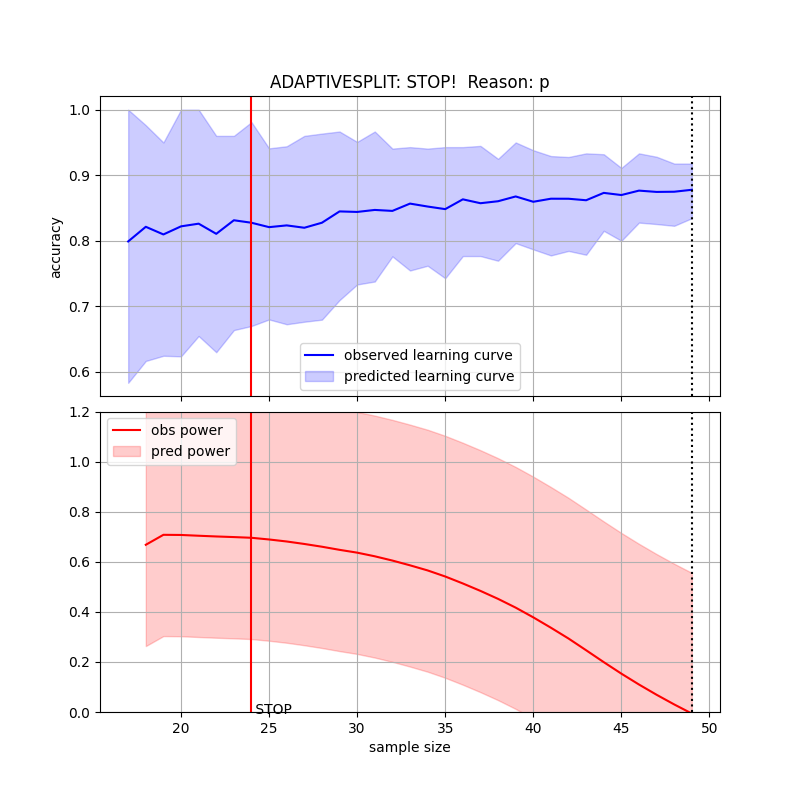 ADAPTIVESPLIT: STOP!  Reason: p
1.0
0.9
0.8
0.7
0.6
accuracy
observed learning curve
predicted learning curve
1.2
1.0
0.8
0.6
0.4
0.2
0.0
obs power
pred power
STOP
20 25 30 35 40 45 50
sample size